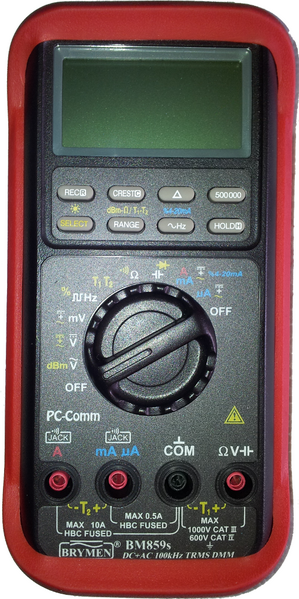 REC R CREST C Δ 500000
dBm-Ω/T1-T2 %4~20mA
SELECT RANGE ~Hz HOLD H
T1 T2 Ω A %4~20mA
% Hz mA
mV μA
V OFF
dBm V
OFF
PC-Comm
JACK JACK
A mA μA COM Ω V
- T2 + - T1 +
MAX 10A HBC FUSED MAX 0.5A HBC FUSED MAX 1000V CAT III 600V CAT IV
BRYMEN BM859s
DC+AC 100kHz TRMS DMM